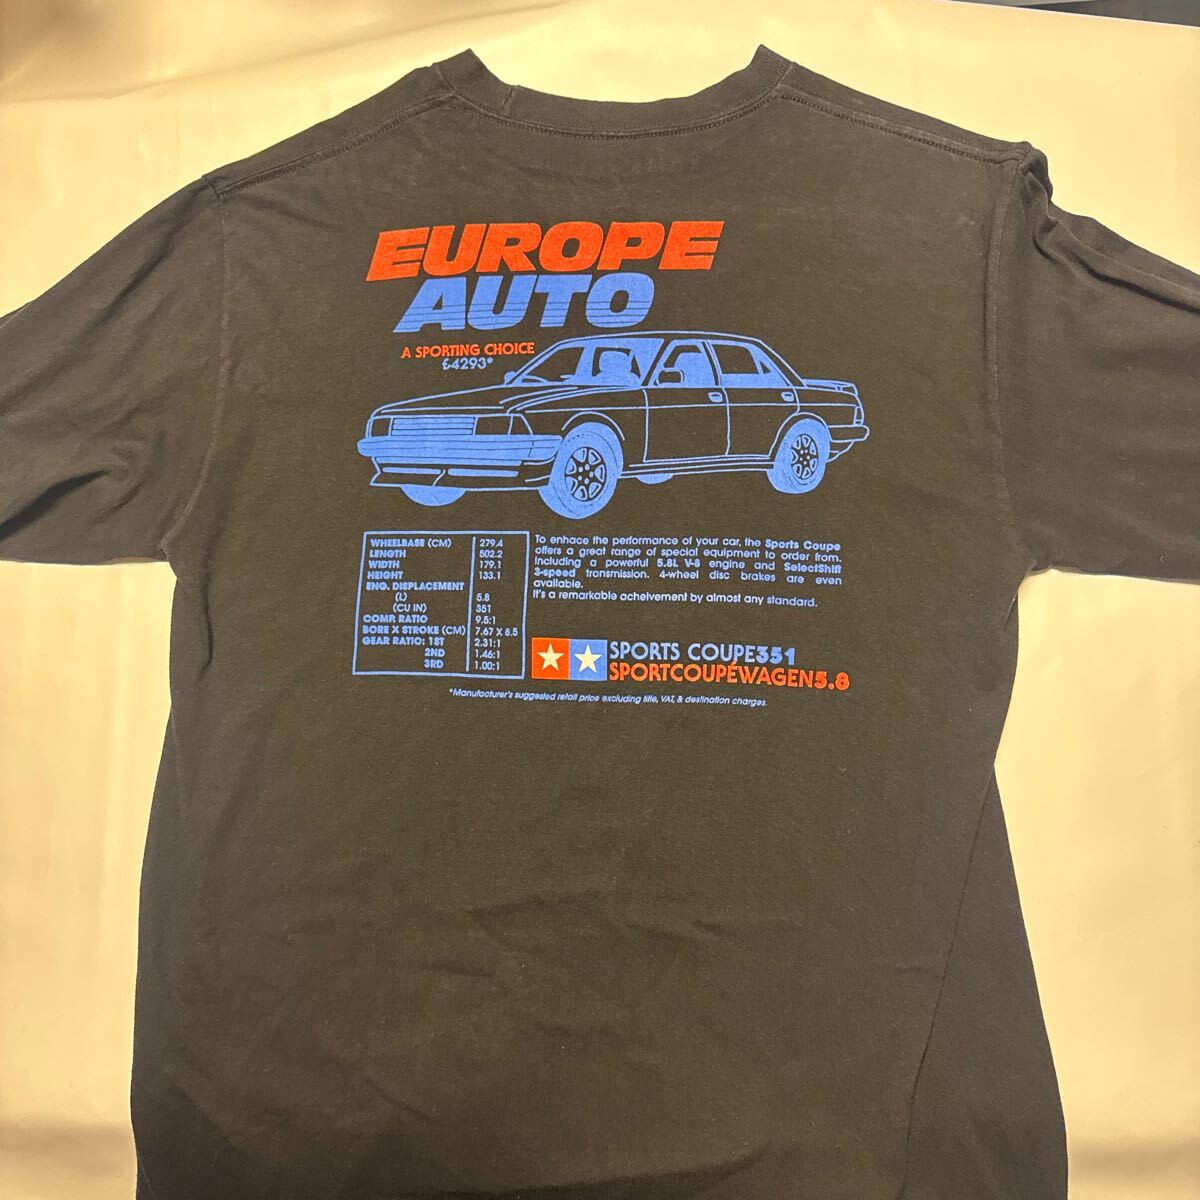 EUROPE
AUTO
A SPORTING CHOICE
£4293*
WHEELBASE (CM) 279.4
LENGTH 502.2
WIDTH 179.1
HEIGHT 133.1
ENG. DISPLACEMENT
(L) 5.8
(CU IN) 351
COMP. RATIO 9.5:1
BORE X STROKE (CM) 7.67 X 8.5
GEAR RATIO: 1ST 2.31:1
2ND 1.46:1
3RD 1.00:1
To enhace the performance of your car, the Sports Coupe
offers a great range of special equipment to order from.
Including a powerful 5.8L V-8 engine and SelectShift
3-speed transmission. 4-wheel disc brakes are even
available.
It's a remarkable acheivement by almost any standard.
SPORTS COUPE351
SPORTCOUPÉWAGEN5.8
*Manufacturer's suggested retail price excluding title, VAT, & destination charges.